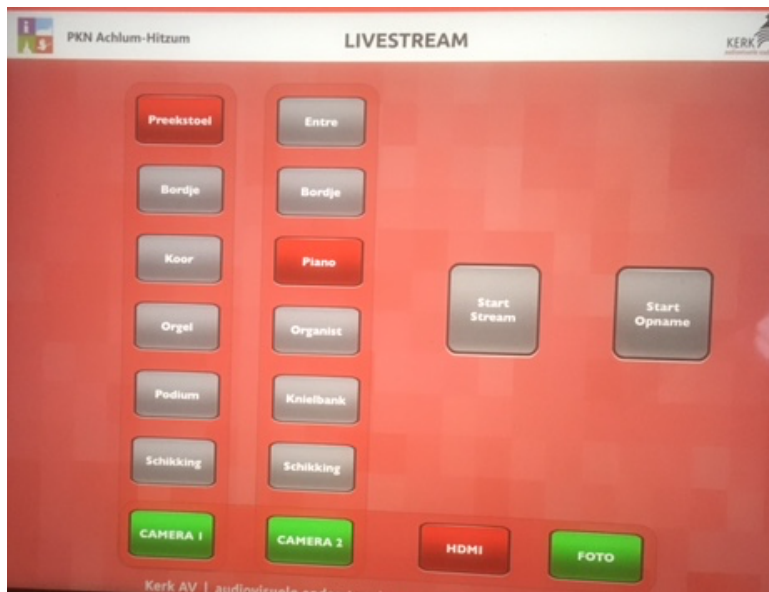 PKN Achlum-Hitzum
LIVESTREAM
KERK
Preekstoel
Entre
Bordje
Bordje
Koor
Piano
Start
Stream
Start
Opname
Orgel
Organist
Podium
Knielbank
Schikking
Schikking
CAMERA 1
CAMERA 2
HDMI
FOTO
Kerk AV |